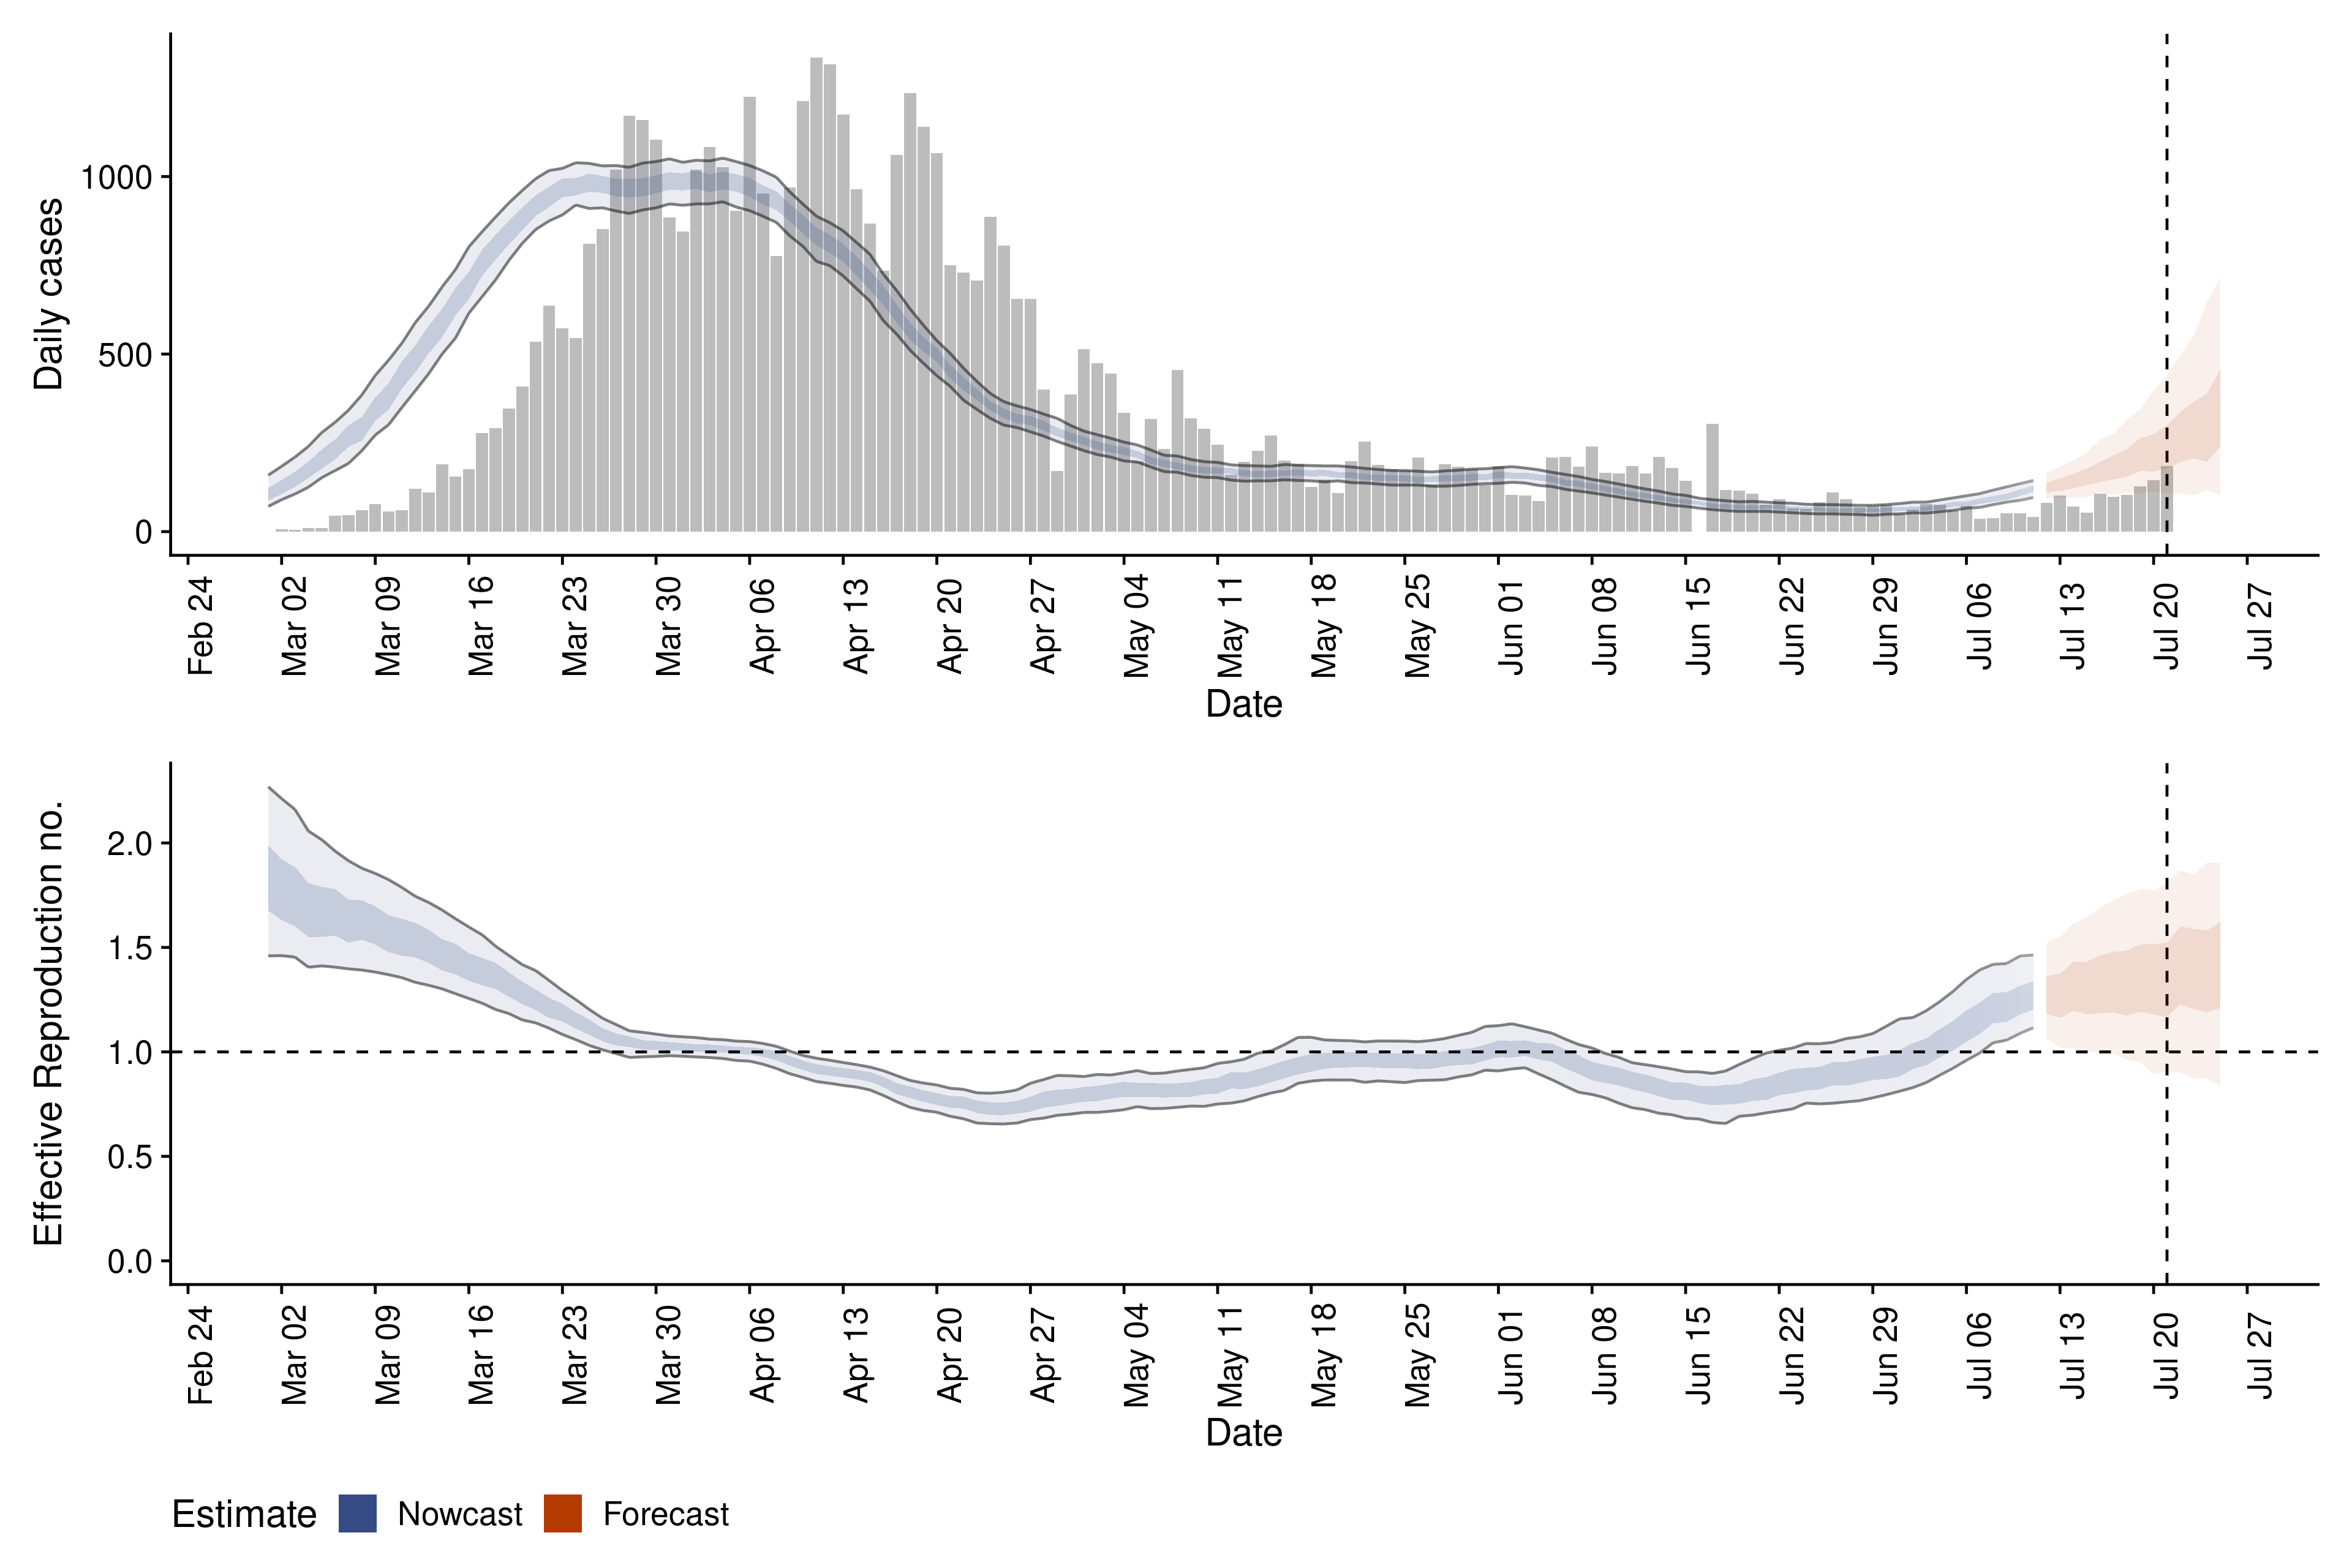 Daily cases
1000
500
0
Feb 24
Mar 02
Mar 09
Mar 16
Mar 23
Mar 30
Apr 06
Apr 13
Apr 20
Apr 27
May 04
May 11
May 18
May 25
Jun 01
Jun 08
Jun 15
Jun 22
Jun 29
Jul 06
Jul 13
Jul 20
Jul 27
Date
Effective Reproduction no.
2.0
1.5
1.0
0.5
0.0
Feb 24
Mar 02
Mar 09
Mar 16
Mar 23
Mar 30
Apr 06
Apr 13
Apr 20
Apr 27
May 04
May 11
May 18
May 25
Jun 01
Jun 08
Jun 15
Jun 22
Jun 29
Jul 06
Jul 13
Jul 20
Jul 27
Date
Estimate Nowcast Forecast